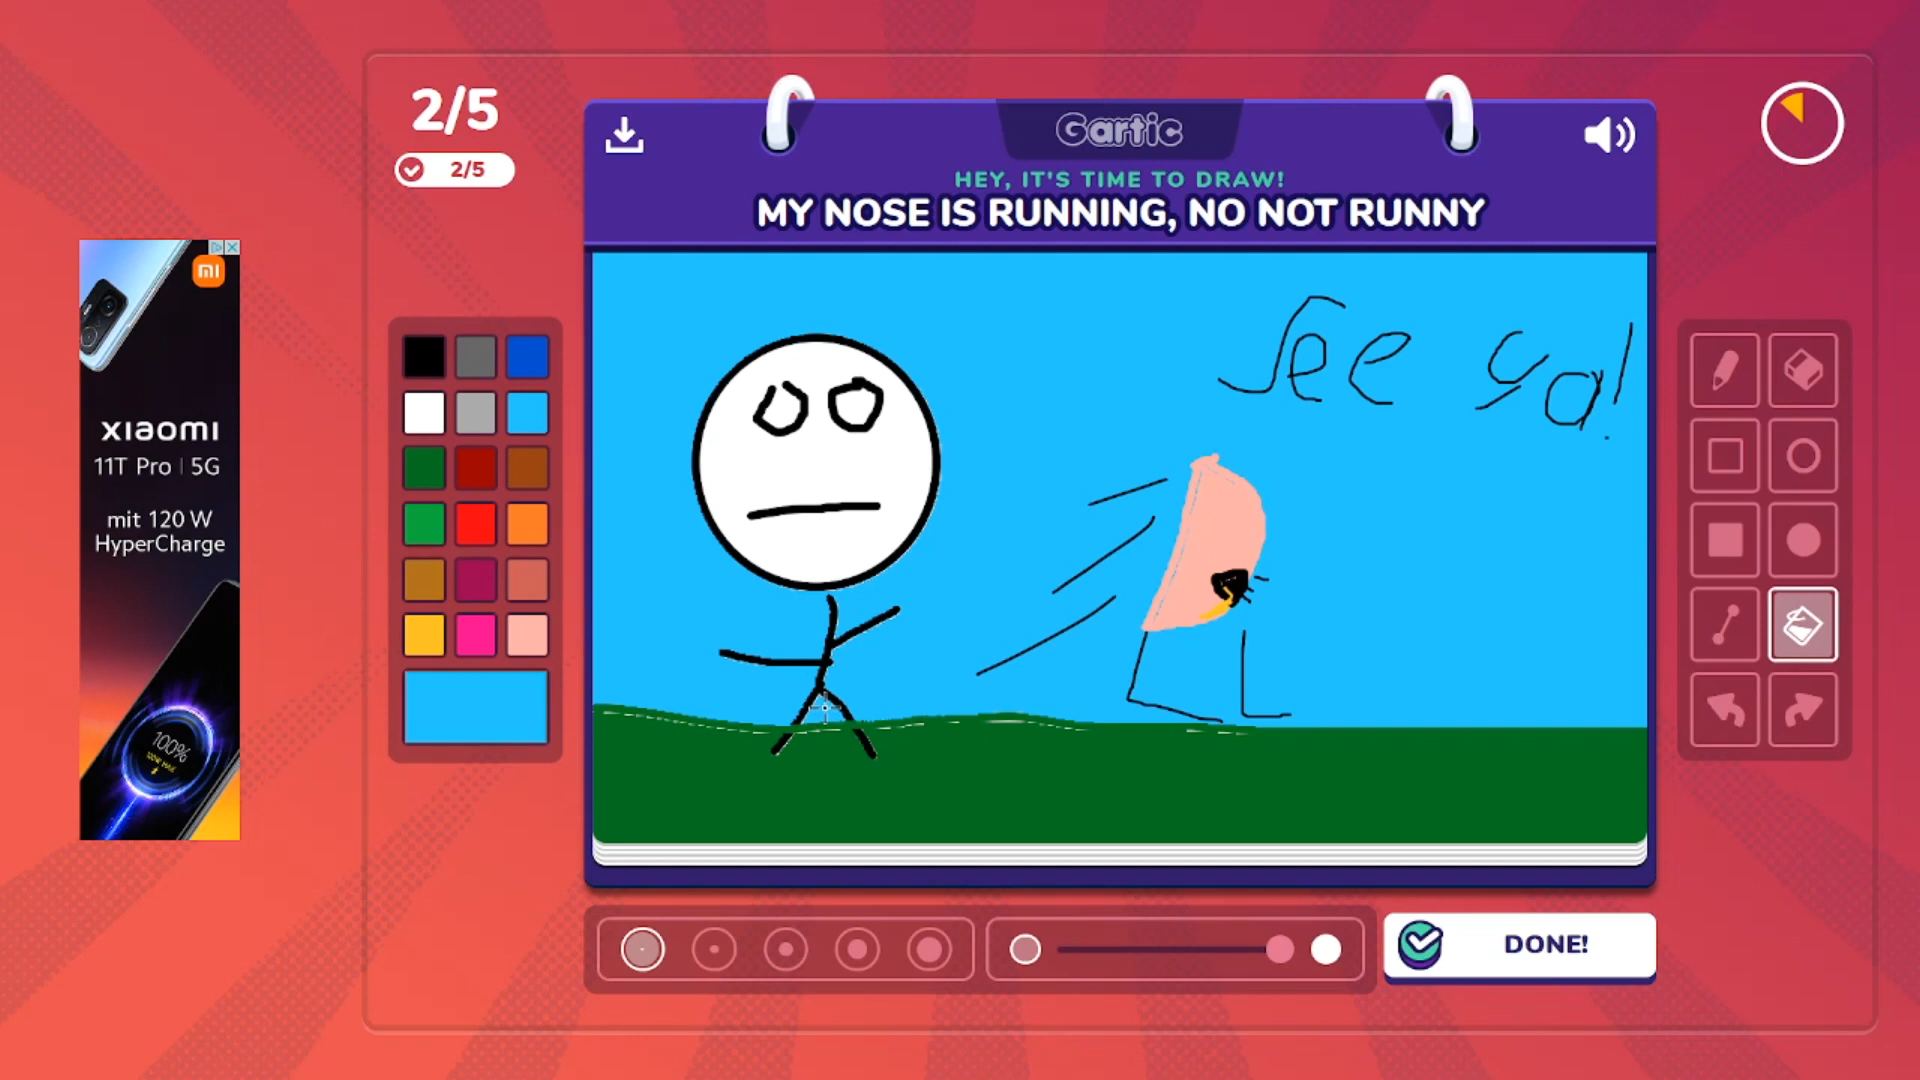 2/5
2/5
Gartic
HEY, IT'S TIME TO DRAW!
MY NOSE IS RUNNING, NO NOT RUNNY
See ya!
mi
xiaomi
11T Pro | 5G
mit 120 W
HyperCharge
100%
DONE!